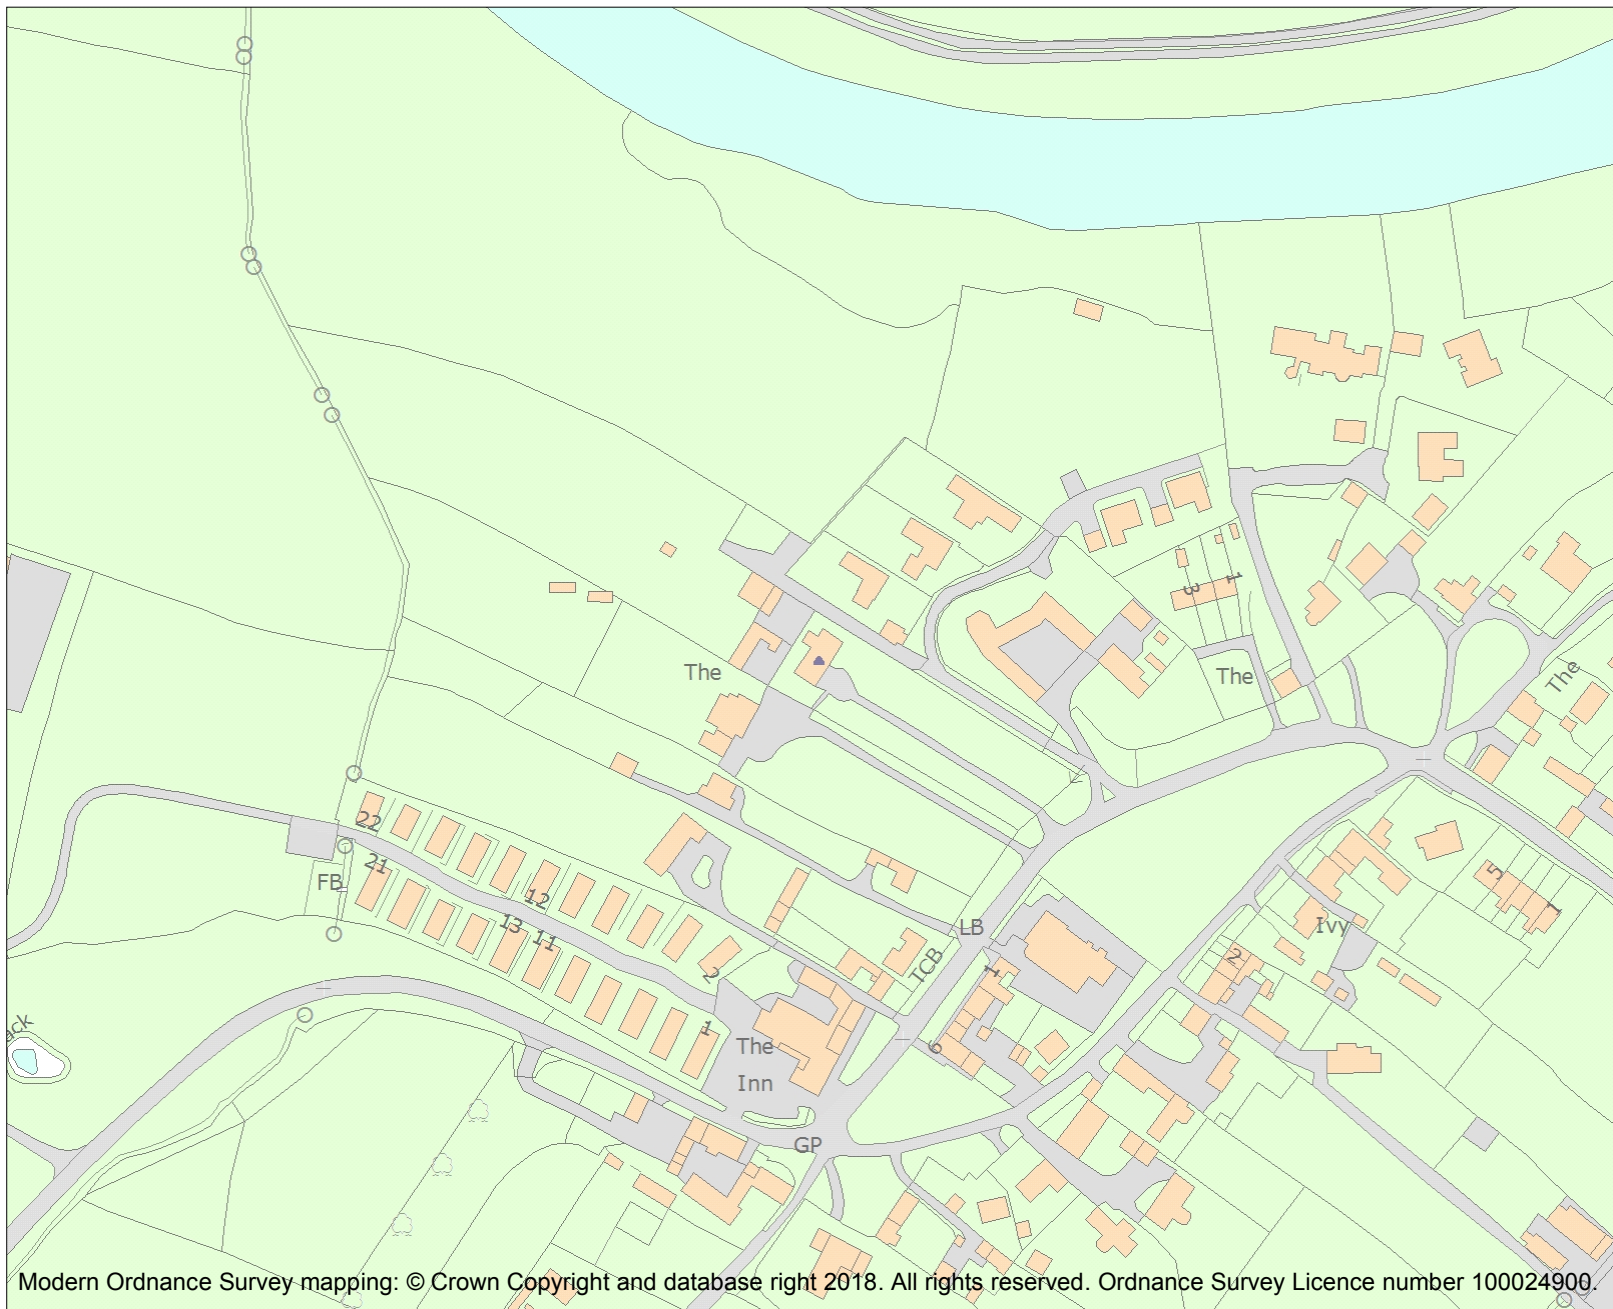 3
1
The
The
The
22
21
FB
12
13
11
2
1
LB
TCB
1
6
Ivy
2
5
1
The
Inn
GP
Modern Ordnance Survey mapping: © Crown Copyright and database right 2018. All rights reserved. Ordnance Survey Licence number 100024900.